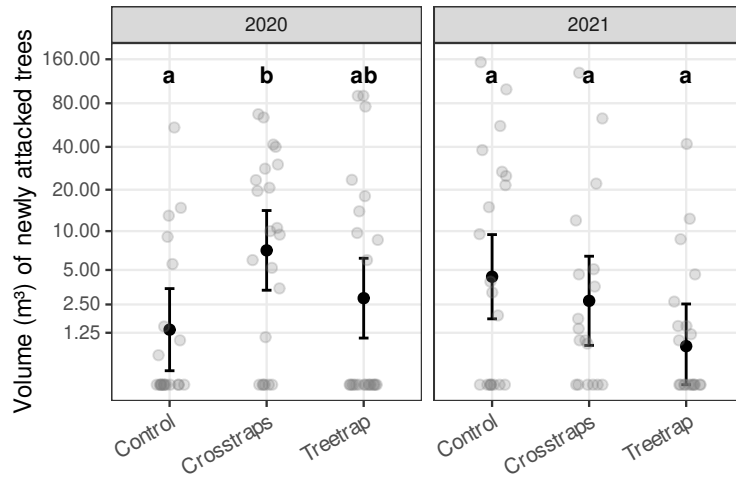 2020
2021
Volume (m³) of newly attacked trees
160.00
80.00
40.00
20.00
10.00
5.00
2.50
1.25
a
b
ab
a
a
a
Control
Crosstraps
Treetrap
Control
Crosstraps
Treetrap